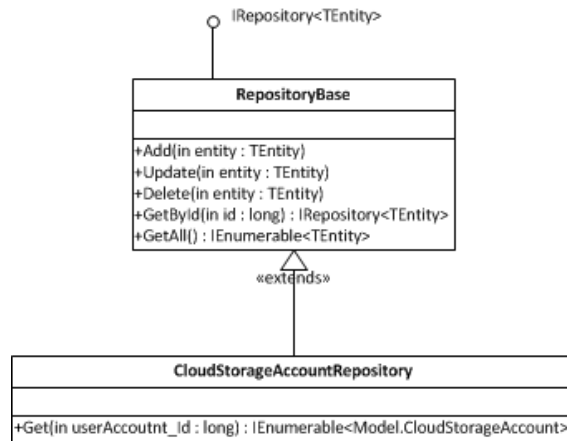 IRepository<TEntity>
RepositoryBase
+Add(in entity : TEntity)
+Update(in entity : TEntity)
+Delete(in entity : TEntity)
+GetById(in id : long) : IRepository<TEntity>
+GetAll() : IEnumerable<TEntity>
«extends»
CloudStorageAccountRepository
+Get(in userAccoutnt_Id : long) : IEnumerable<Model.CloudStorageAccount>